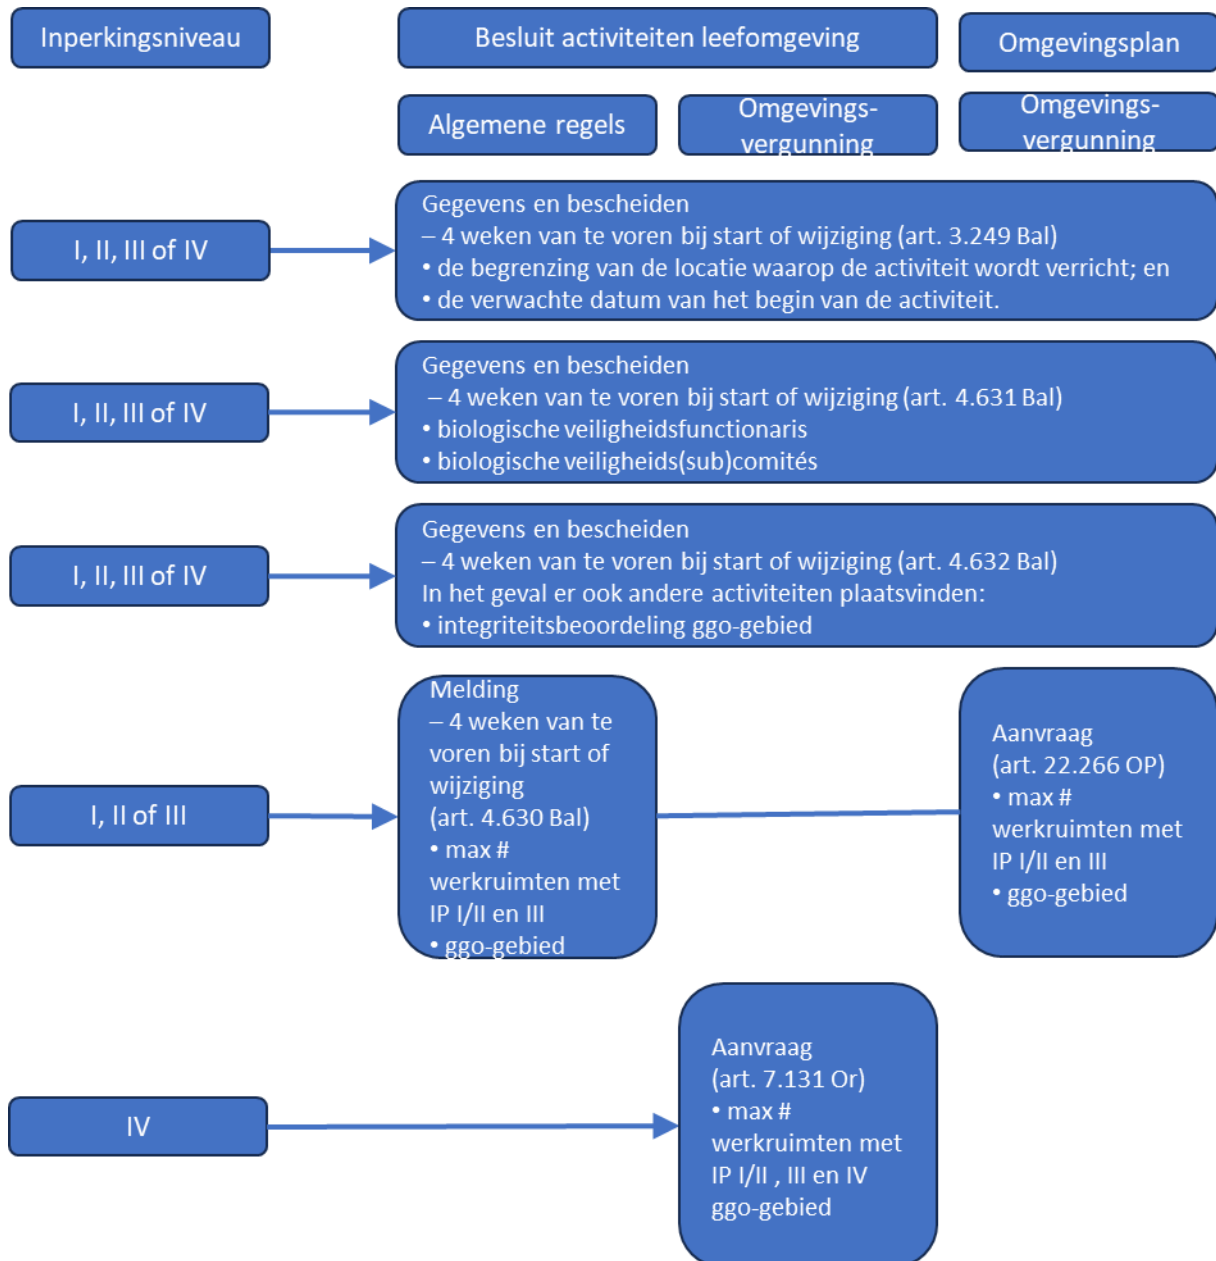 Inperkingsniveau
Besluit activiteiten leefomgeving
Omgevingsplan
Algemene regels
Omgevings-
vergunning
Omgevings-
vergunning
I, II, III of IV
Gegevens en bescheiden
– 4 weken van te voren bij start of wijziging (art. 3.249 Bal)
• de begrenzing van de locatie waarop de activiteit wordt verricht; en
• de verwachte datum van het begin van de activiteit.
I, II, III of IV
Gegevens en bescheiden
– 4 weken van te voren bij start of wijziging (art. 4.631 Bal)
• biologische veiligheidsfunctionaris
• biologische veiligheids(sub)comités
I, II, III of IV
Gegevens en bescheiden
– 4 weken van te voren bij start of wijziging (art. 4.632 Bal)
In het geval er ook andere activiteiten plaatsvinden:
• integriteitsbeoordeling ggo-gebied
I, II of III
Melding
– 4 weken van te
voren bij start of
wijziging
(art. 4.630 Bal)
• max #
werkruimten met
IP I/II en III
• ggo-gebied
Aanvraag
(art. 22.266 OP)
• max #
werkruimten met
IP I/II en III
• ggo-gebied
IV
Aanvraag
(art. 7.131 Or)
• max #
werkruimten met
IP I/II , III en IV
ggo-gebied